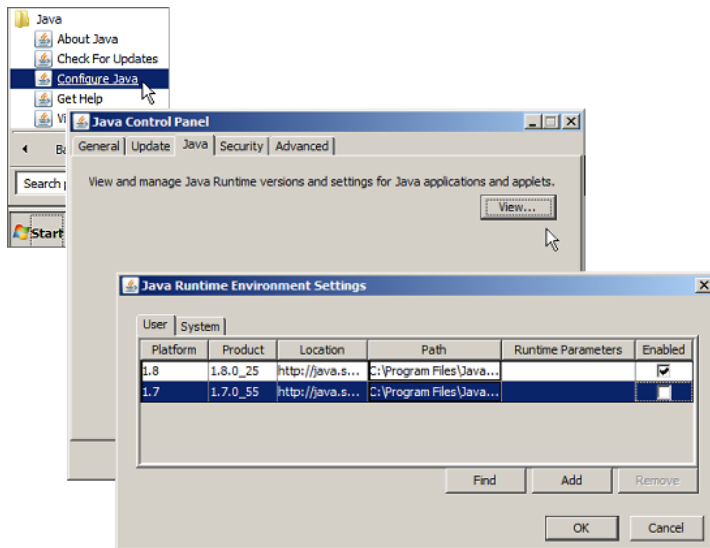 Java
About Java
Check For Updates
Configure Java
Get Help
Vi
Ba
Search p
Start
Java Control Panel
General Update Java Security Advanced
View and manage Java Runtime versions and settings for Java applications and applets.
View...
Java Runtime Environment Settings
User System
Platform Product Location Path Runtime Parameters Enabled
1.8 1.8.0_25 http://java.s... C:\Program Files\Java...
1.7 1.7.0_55 http://java.s... C:\Program Files\Java...
Find Add Remove
OK Cancel